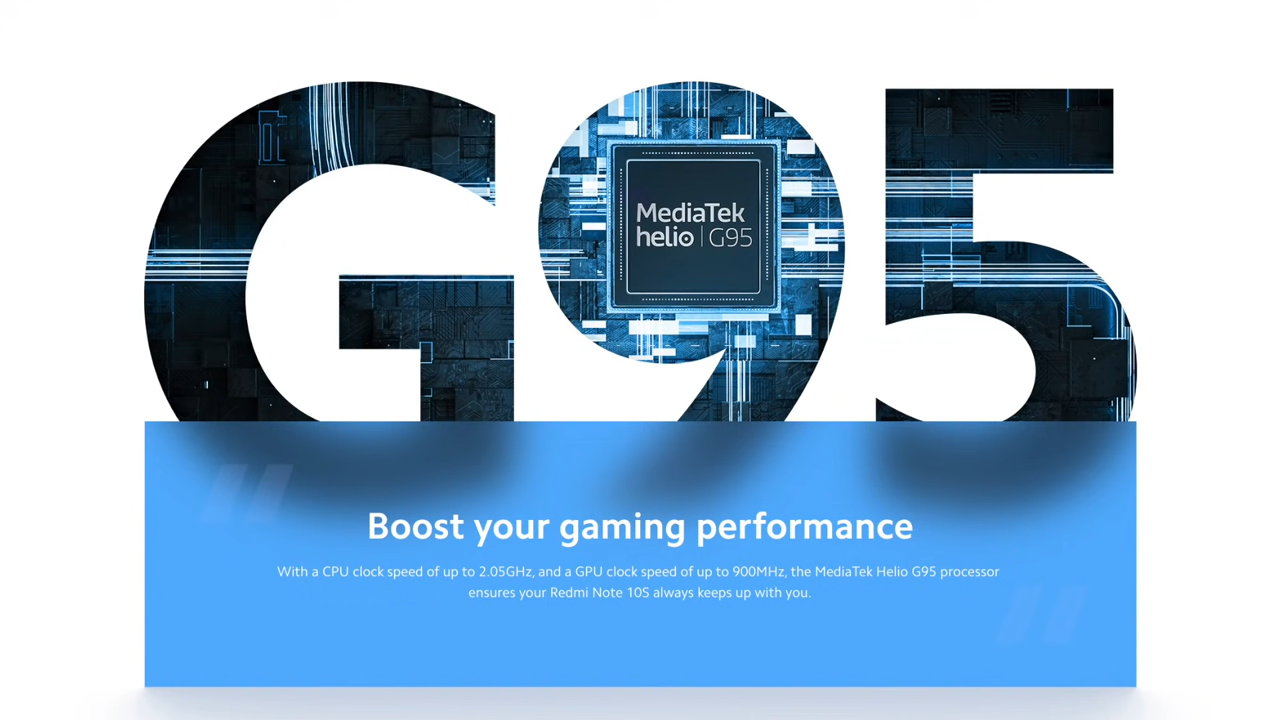 G95
MediaTek
helio | G95
Boost your gaming performance
With a CPU clock speed of up to 2.05GHz, and a GPU clock speed of up to 900MHz, the MediaTek Helio G95 processor
ensures your Redmi Note 10S always keeps up with you.